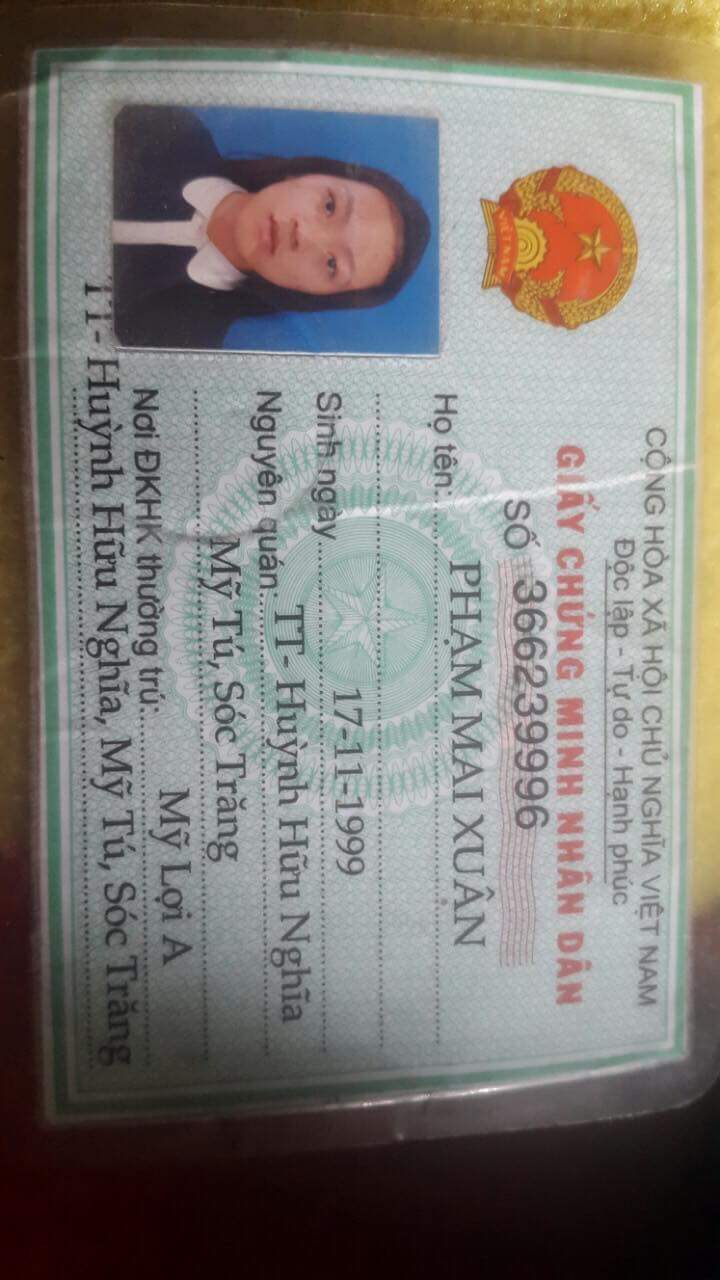 CỘNG HÒA XÃ HỘI CHỦ NGHĨA VIỆT NAM
Độc lập - Tự do - Hạnh phúc
GIẤY CHỨNG MINH NHÂN DÂN
SỐ 366239996
Họ tên: PHẠM MAI XUÂN
Sinh ngày 17-11-1999
Nguyên quán: TT- Huỳnh Hữu Nghĩa
Mỹ Tú, Sóc Trăng
Nơi ĐKHK thường trú: Mỹ Lợi A
TT- Huỳnh Hữu Nghĩa, Mỹ Tú, Sóc Trăng
VIỆT NAM